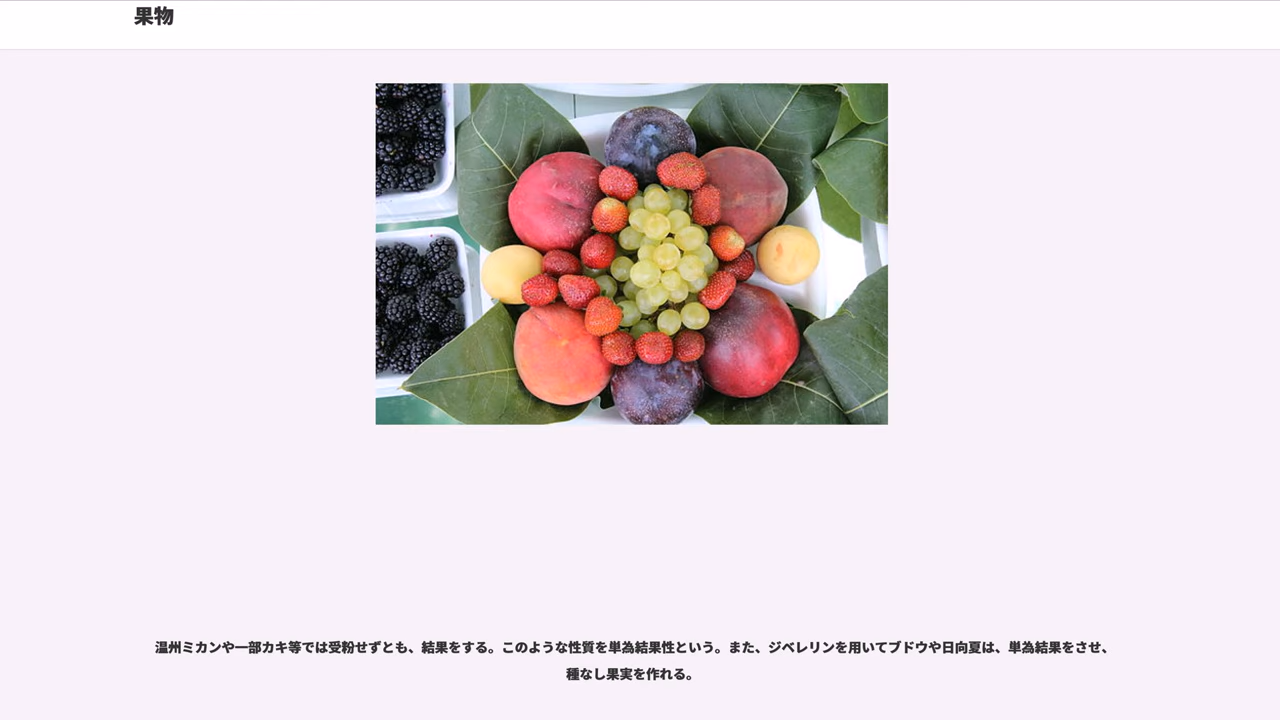 果物
温州ミカンや一部カキ等では受粉せずとも、結果をする。このような性質を単為結果性という。また、ジベレリンを用いてブドウや日向夏は、単為結果をさせ、
種なし果実を作れる。